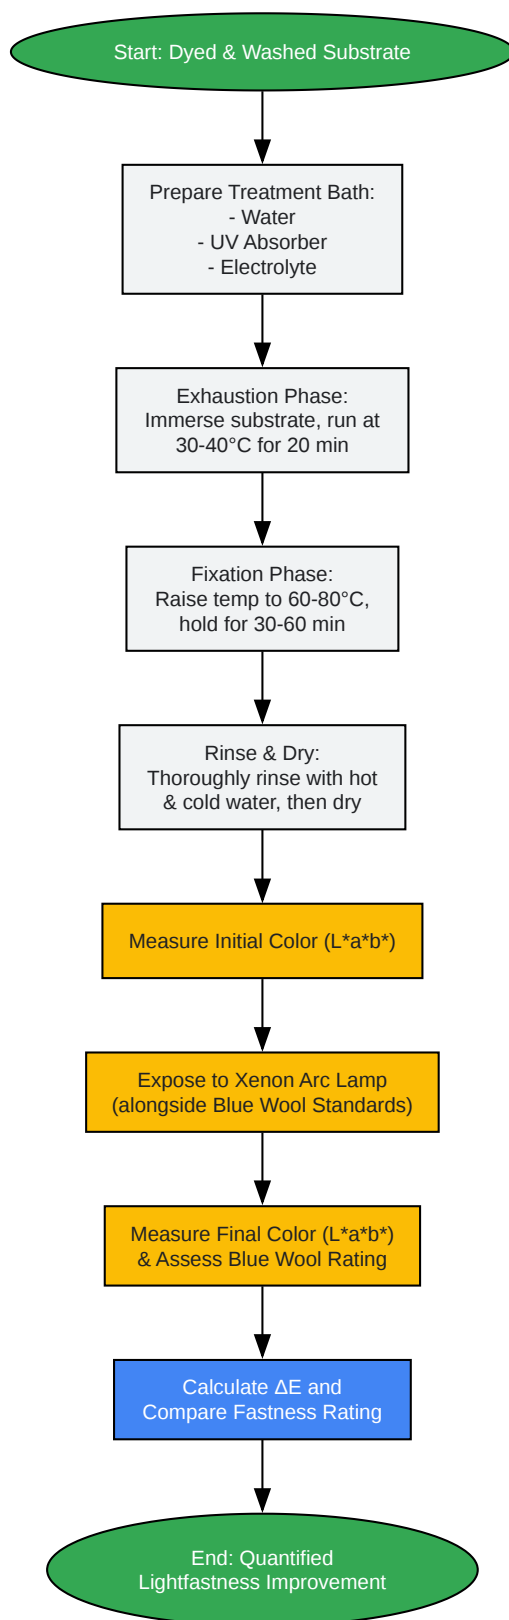 Start: Dyed & Washed Substrate
Prepare Treatment Bath:
- Water
- UV Absorber
- Electrolyte
Exhaustion Phase:
Immerse substrate, run at
30-40°C for 20 min
Fixation Phase:
Raise temp to 60-80°C,
hold for 30-60 min
Rinse & Dry:
Thoroughly rinse with hot
& cold water, then dry
Measure Initial Color (L*a*b*)
Expose to Xenon Arc Lamp
(alongside Blue Wool Standards)
Measure Final Color (L*a*b*)
& Assess Blue Wool Rating
Calculate ΔE and
Compare Fastness Rating
End: Quantified
Lightfastness Improvement